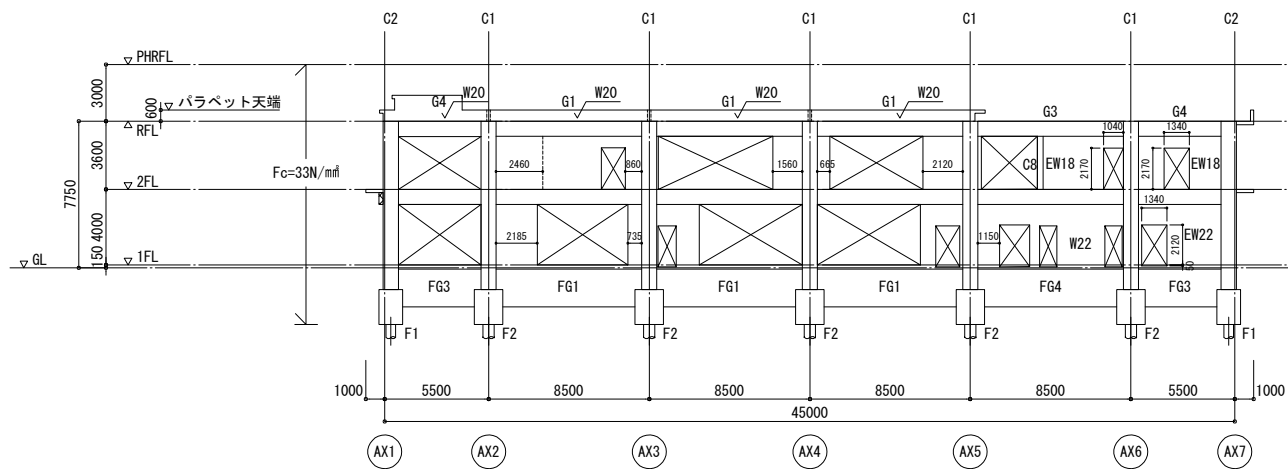 C2 C1 C1 C1 C1 C1 C2
PHRFL
3000
600
パラペット天端
G4 W20 G1 W20 G1 W20 G1 W20 G3 G4
RFL
1040 1340
3600
7750
Fc=33N/m㎡
2460 860 1560 665 2120 C8 EW18 2170 2170 EW18
2FL
4000
1340
2185 735 1150 W22 2120 EW22
150
50
GL
1FL
FG3 FG1 FG1 FG1 FG4 FG3
F1 F2 F2 F2 F2 F2 F1
1000 5500 8500 8500 8500 8500 5500 1000
45000
AX1 AX2 AX3 AX4 AX5 AX6 AX7